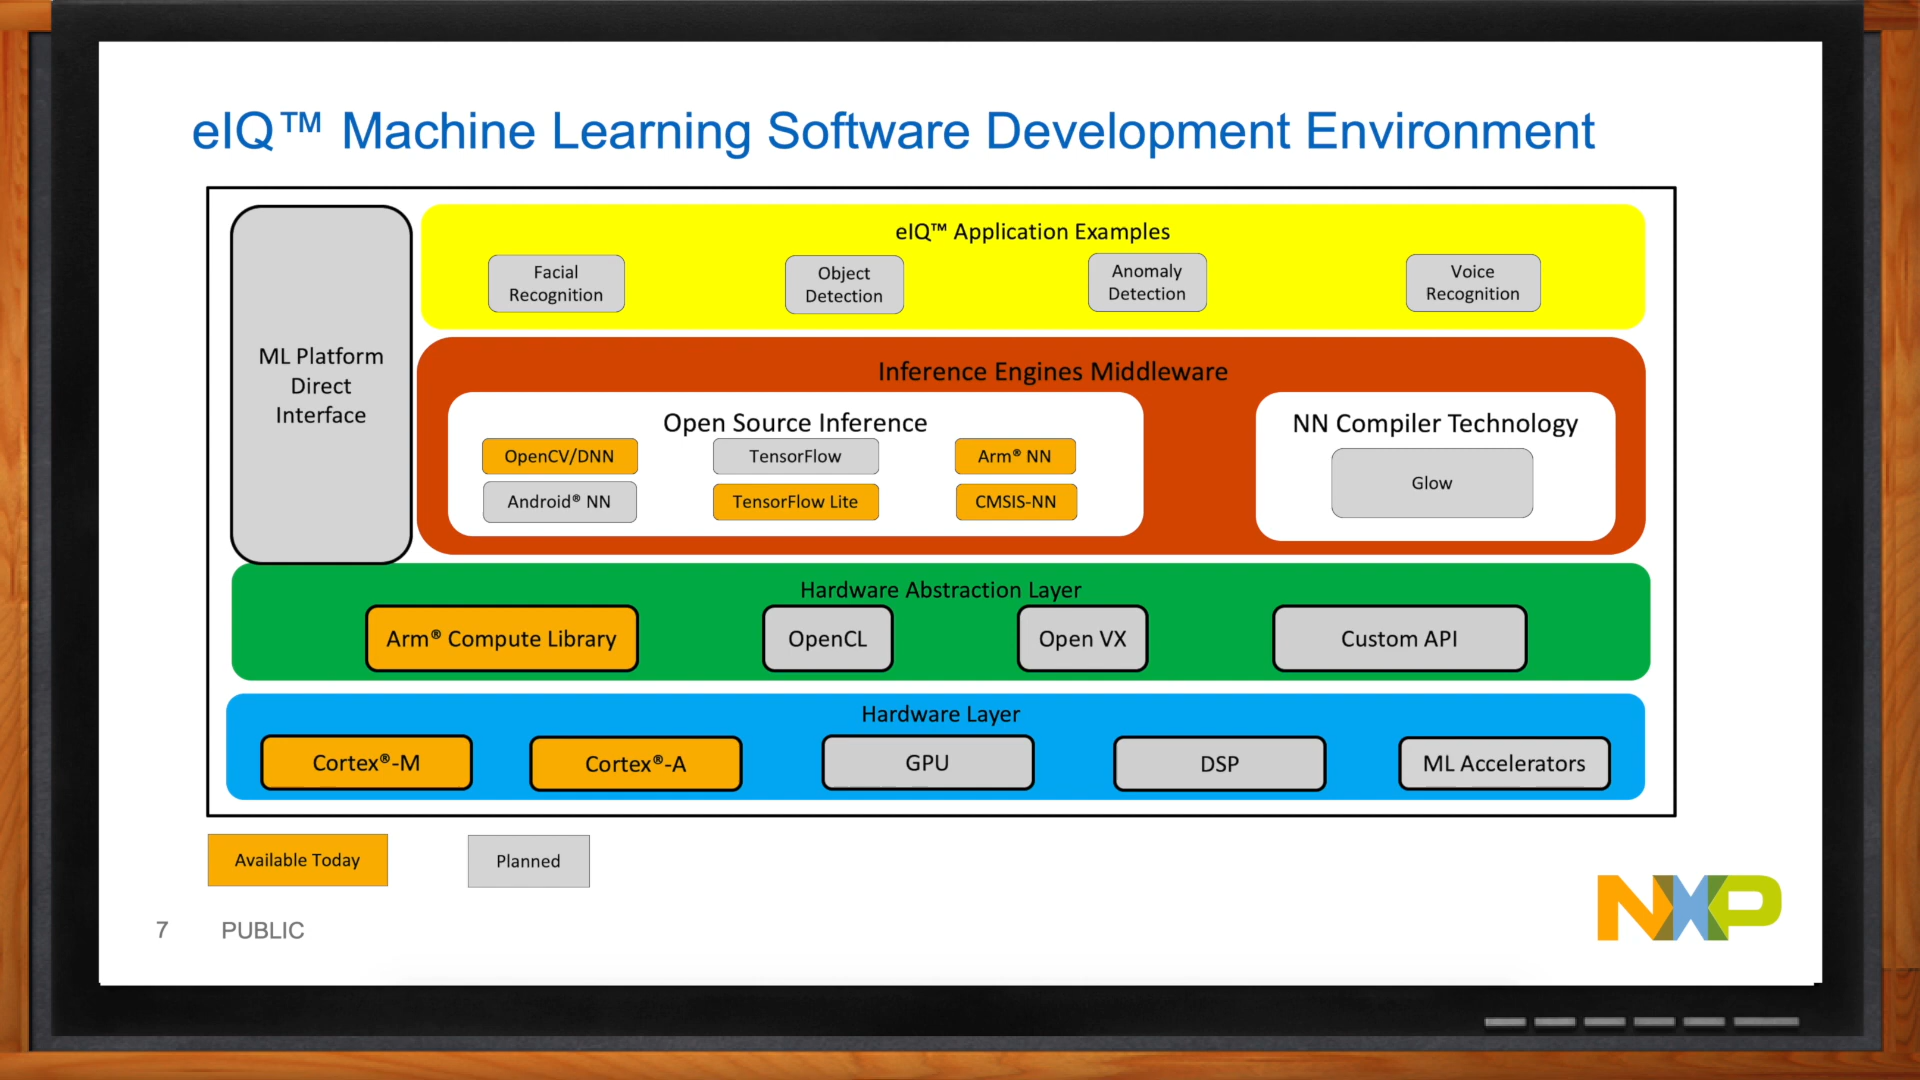 eIQ™ Machine Learning Software Development Environment
ML Platform
Direct
Interface
eIQ™ Application Examples
Facial
Recognition
Object
Detection
Anomaly
Detection
Voice
Recognition
Inference Engines Middleware
Open Source Inference
OpenCV/DNN
TensorFlow
Arm® NN
Android® NN
TensorFlow Lite
CMSIS-NN
NN Compiler Technology
Glow
Hardware Abstraction Layer
Arm® Compute Library
OpenCL
Open VX
Custom API
Hardware Layer
Cortex®-M
Cortex®-A
GPU
DSP
ML Accelerators
Available Today
Planned
7
PUBLIC
NXP